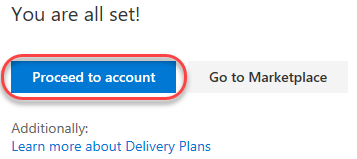 You are all set!
Proceed to account Go to Marketplace
Additionally:
Learn more about Delivery Plans